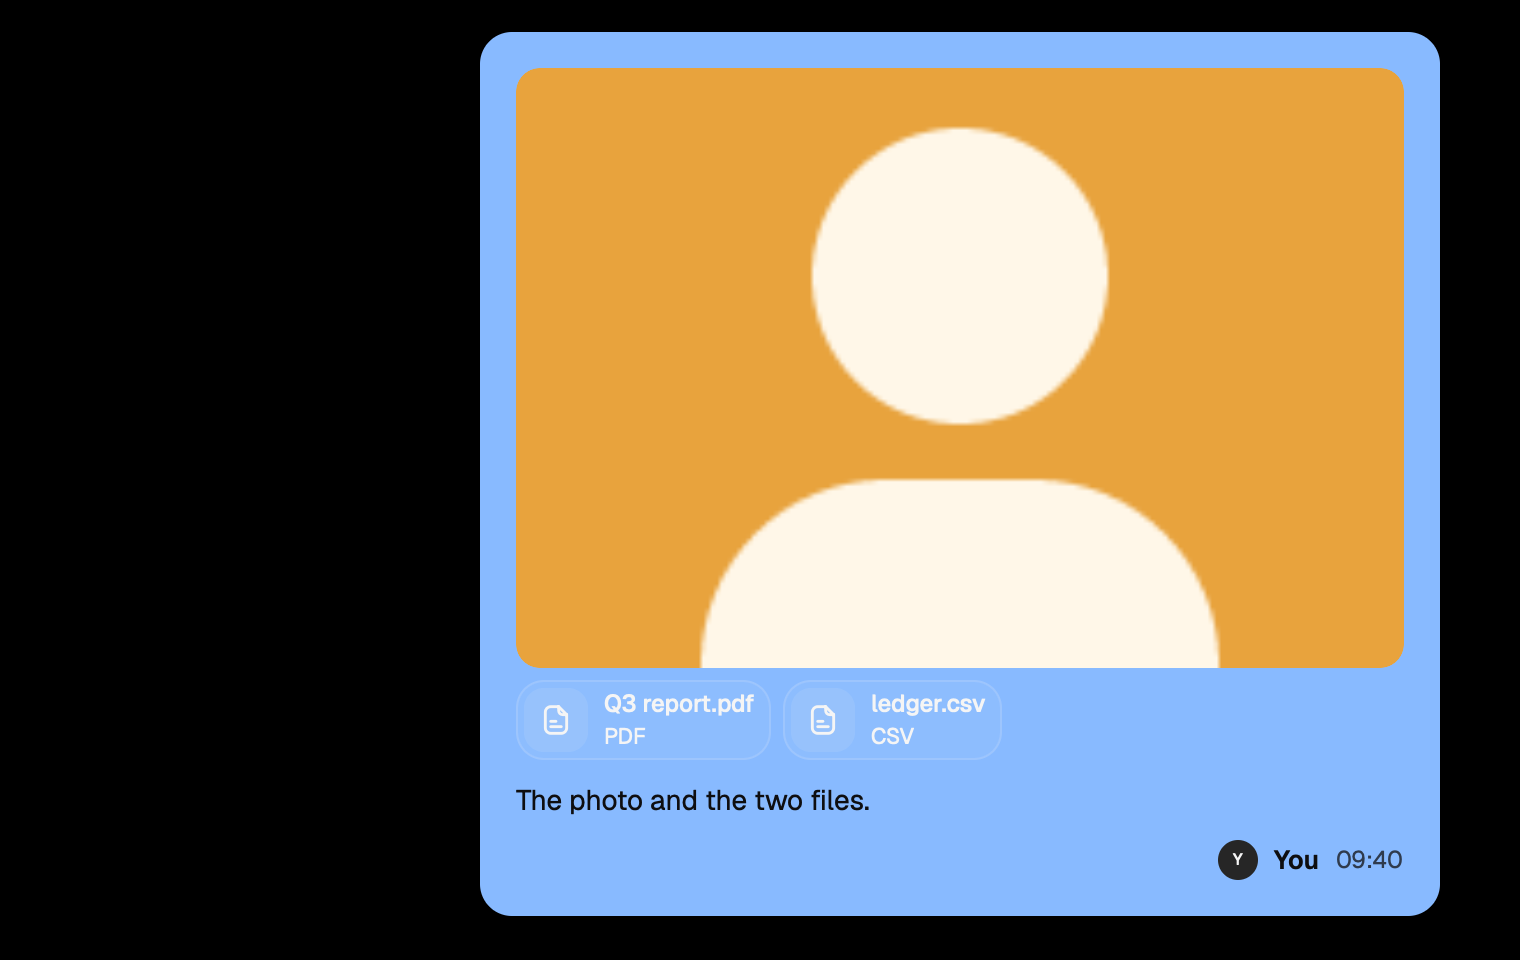 Q3 report.pdf
PDF
ledger.csv
CSV
The photo and the two files.
Y You 09:40